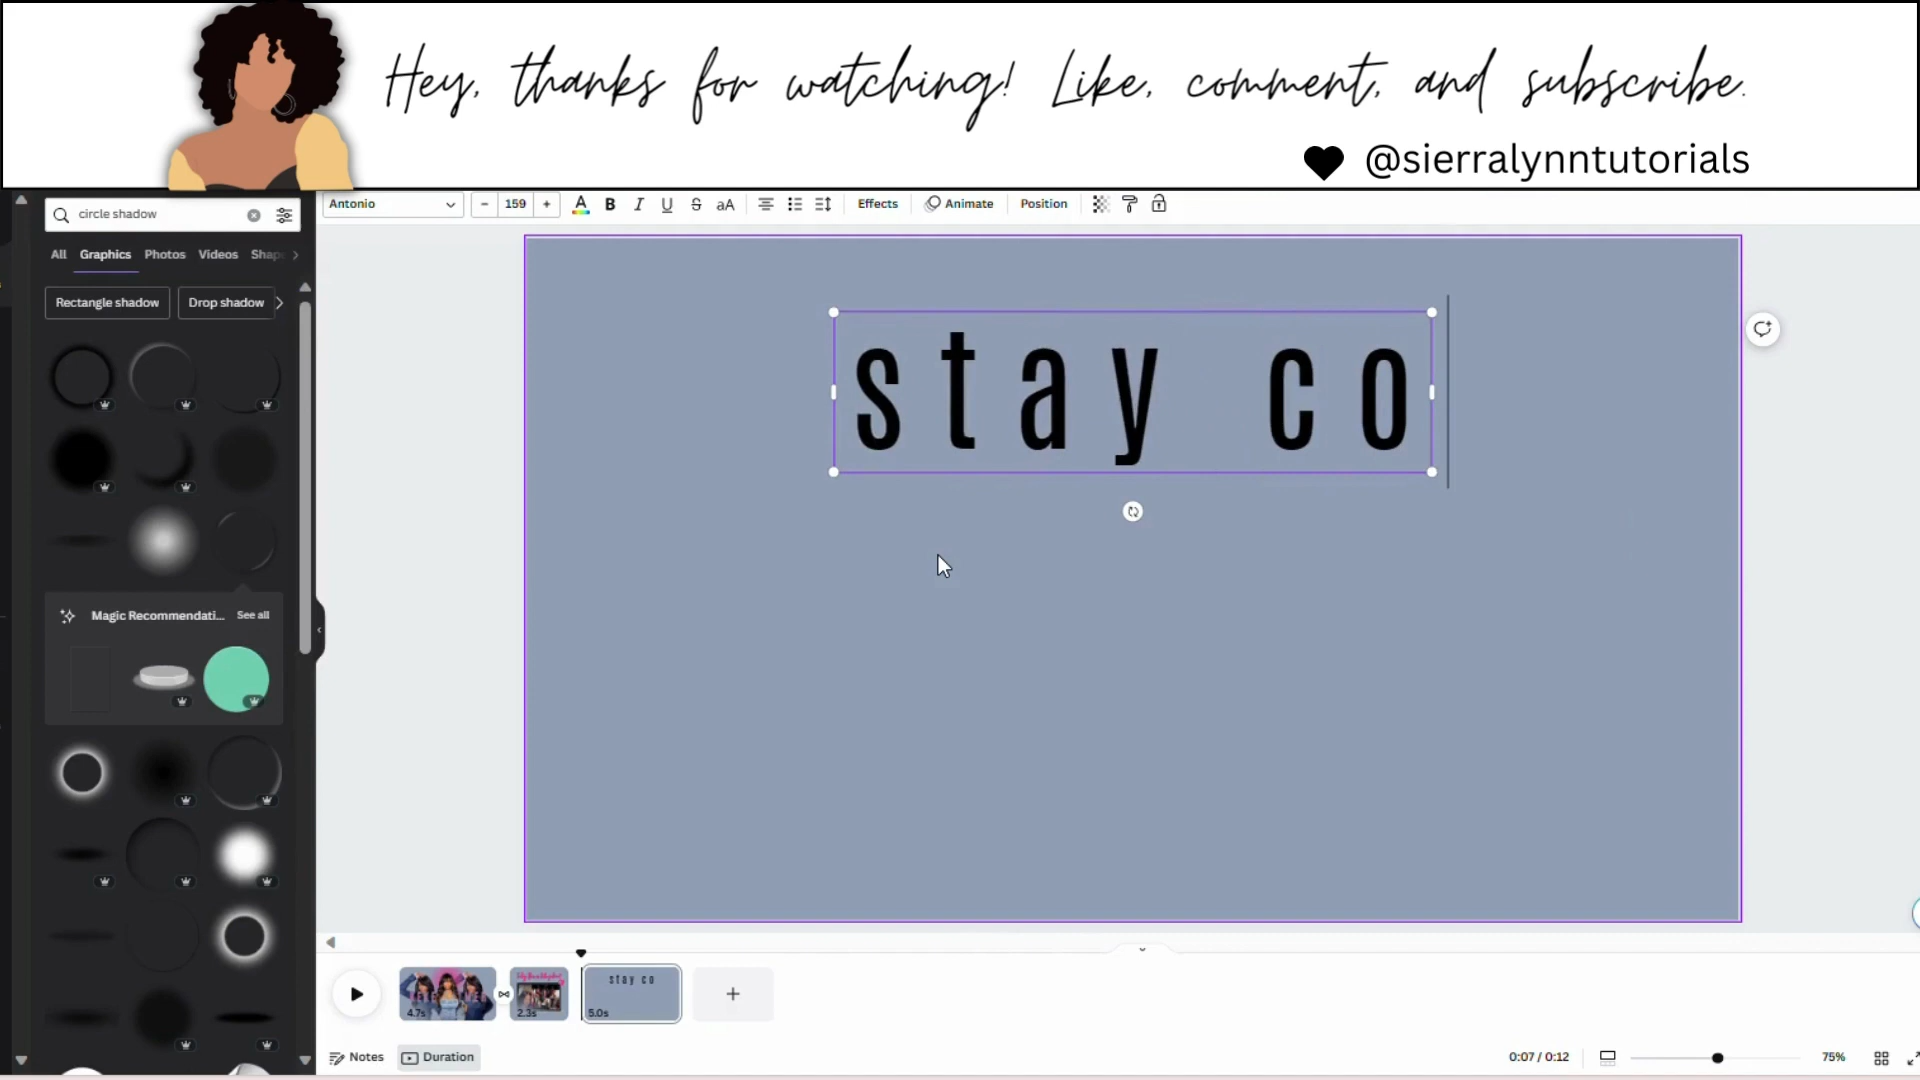 Hey, thanks for watching! Like, comment, and subscribe.
@sierralynntutorials
circle shadow
Antonio
159
A B I U S aA
Effects
Animate
Position
All Graphics Photos Videos
Rectangle shadow Drop shadow
stay co
Magic Recommendati... See all
stay co
4.7s
2.3s
5.0s
Notes Duration
0:07 / 0:12
75%